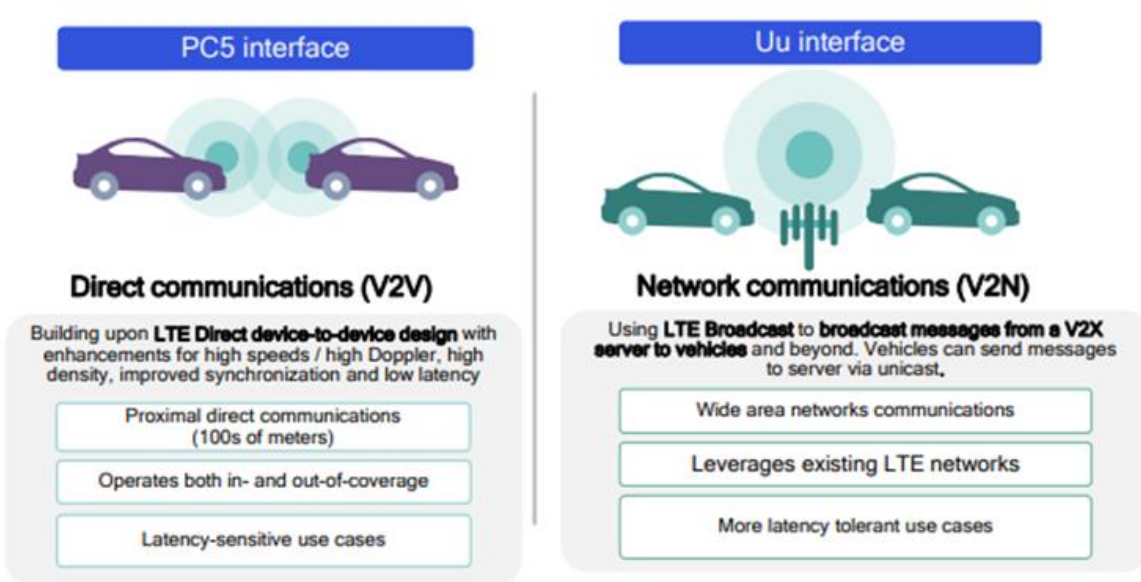 PC5 interface
Direct communications (V2V)
Building upon LTE Direct device-to-device design with
enhancements for high speeds / high Doppler, high
density, improved synchronization and low latency
Proximal direct communications
(100s of meters)
Operates both in- and out-of-coverage
Latency-sensitive use cases
Uu interface
Network communications (V2N)
Using LTE Broadcast to broadcast messages from a V2X
server to vehicles and beyond. Vehicles can send messages
to server via unicast.
Wide area networks communications
Leverages existing LTE networks
More latency tolerant use cases